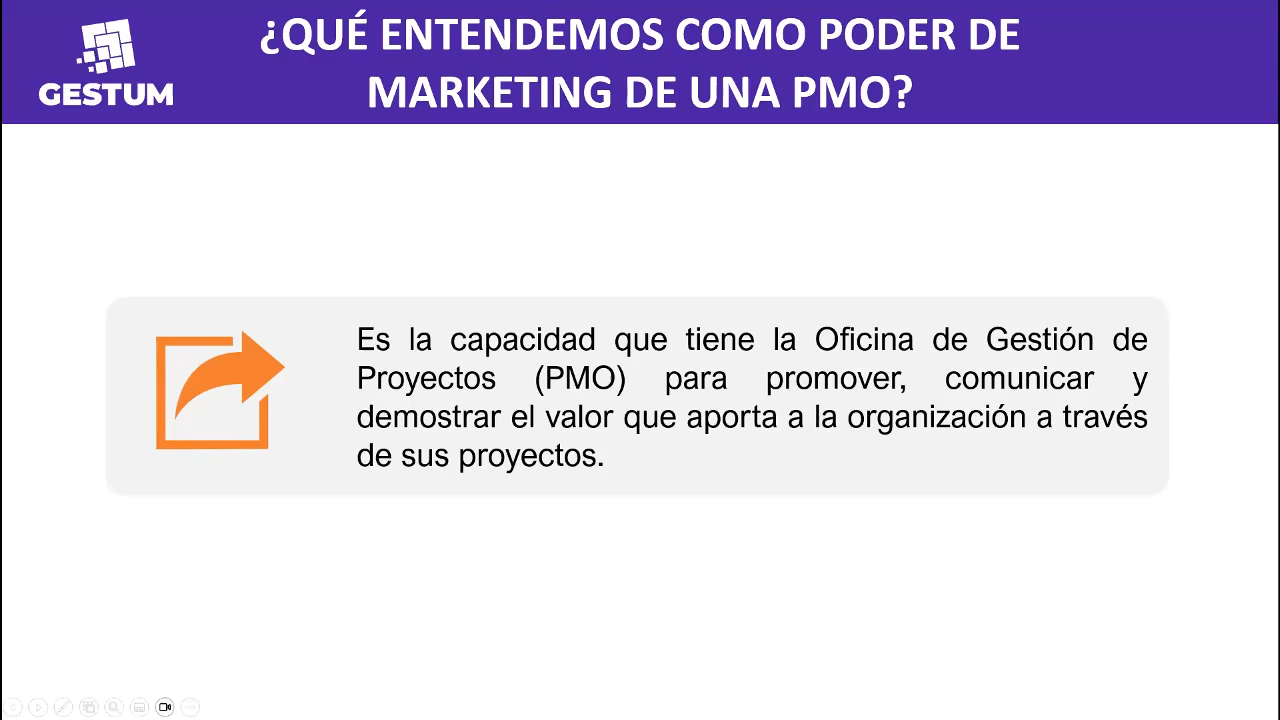 ¿QUÉ ENTENDEMOS COMO PODER DE
MARKETING DE UNA PMO?
GESTUM
Es la capacidad que tiene la Oficina de Gestión de
Proyectos (PMO) para promover, comunicar y
demostrar el valor que aporta a la organización a través
de sus proyectos.